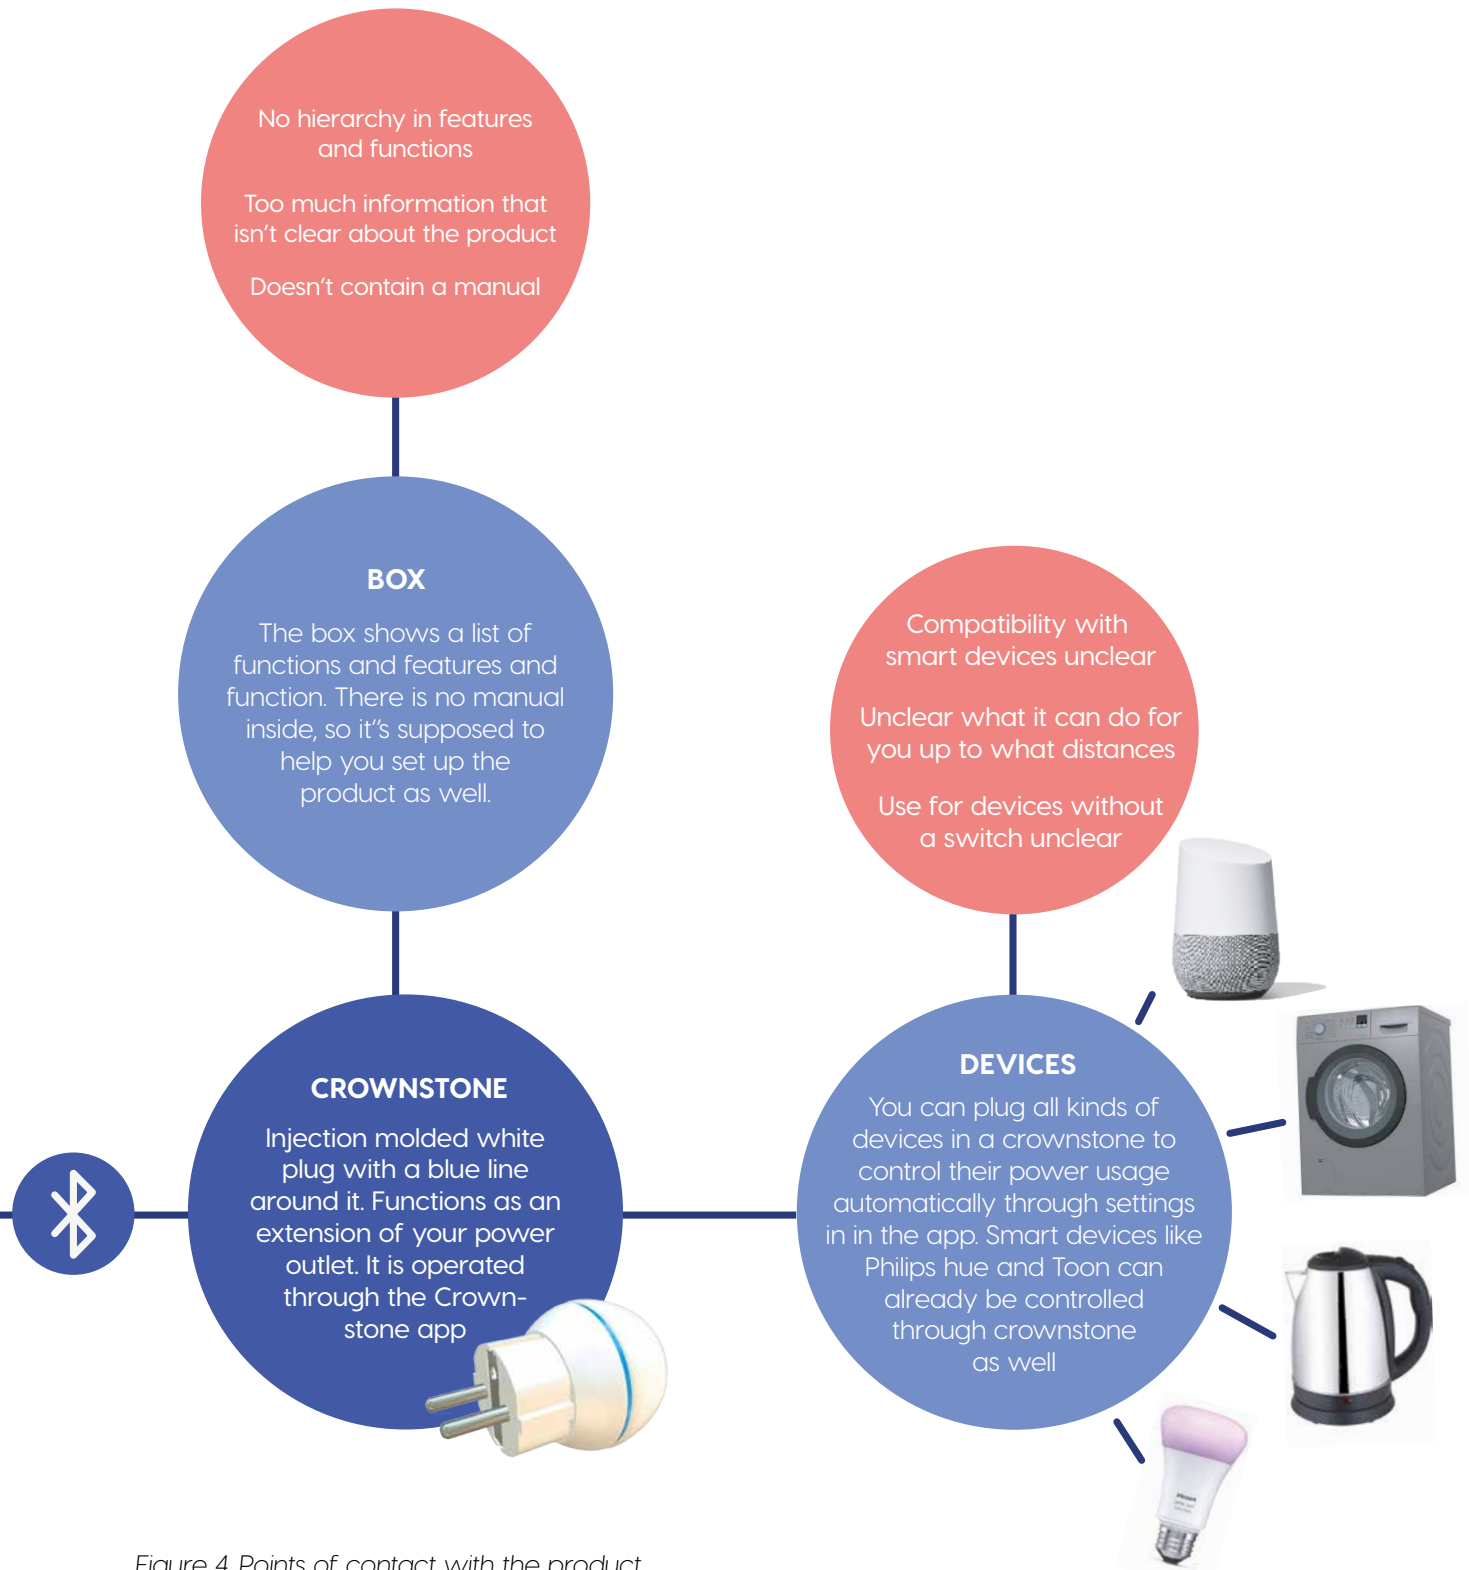 No hierarchy in features
and functions
Too much information that
isn't clear about the product
Doesn't contain a manual
BOX
The box shows a list of
functions and features and
function. There is no manual
inside, so it''s supposed to
help you set up the
product as well.
Compatibility with
smart devices unclear
Unclear what it can do for
you up to what distances
Use for devices without
a switch unclear
CROWNSTONE
Injection molded white
plug with a blue line
around it. Functions as an
extension of your power
outlet. It is operated
through the Crown-
stone app
DEVICES
You can plug all kinds of
devices in a crownstone to
control their power usage
automatically through settings
in in the app. Smart devices like
Philips hue and Toon can
already be controlled
through crownstone
as well
Figure 4 Points of contact with the product